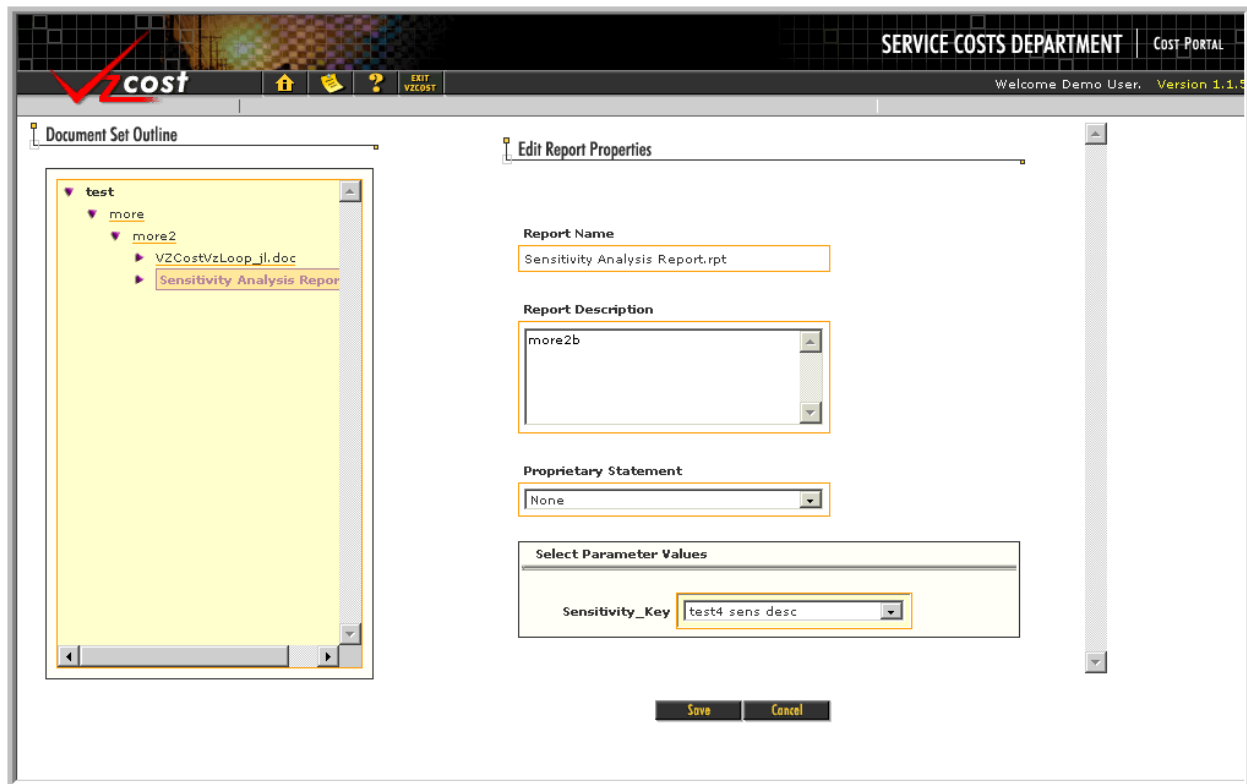 SERVICE COSTS DEPARTMENT | COST PORTAL
Vzcost
? EXIT VZCOST
Welcome Demo User. Version 1.1.5
Document Set Outline
Edit Report Properties
test
more
more2
VZCostVzLoop_jl.doc
Sensitivity Analysis Repor
Report Name
Sensitivity Analysis Report.rpt
Report Description
more2b
Proprietary Statement
None
Select Parameter Values
Sensitivity_Key test4 sens desc
Save Cancel